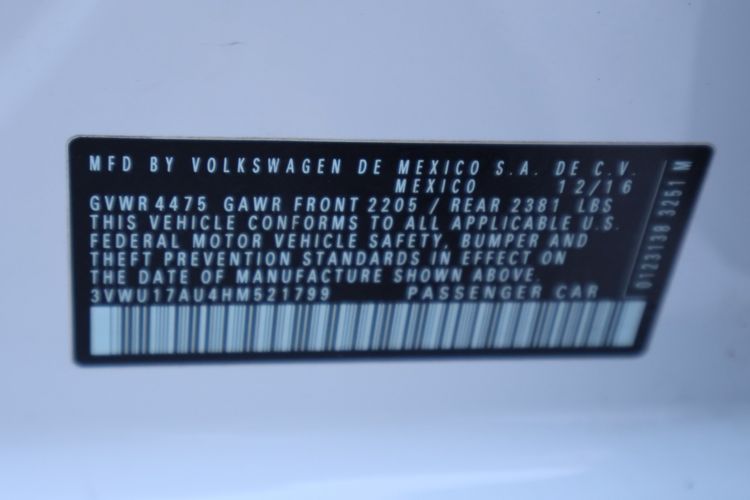 MFD BY VOLKSWAGEN DE MEXICO S.A. DE C.V.
MEXICO 12/16
GVWR 4475 GAWR FRONT 2205 / REAR 2381 LBS
THIS VEHICLE CONFORMS TO ALL APPLICABLE U.S.
FEDERAL MOTOR VEHICLE SAFETY, BUMPER AND
THEFT PREVENTION STANDARDS IN EFFECT ON
THE DATE OF MANUFACTURE SHOWN ABOVE.
3VWU17AU4HM521799 PASSENGER CAR
0123138 3251 M